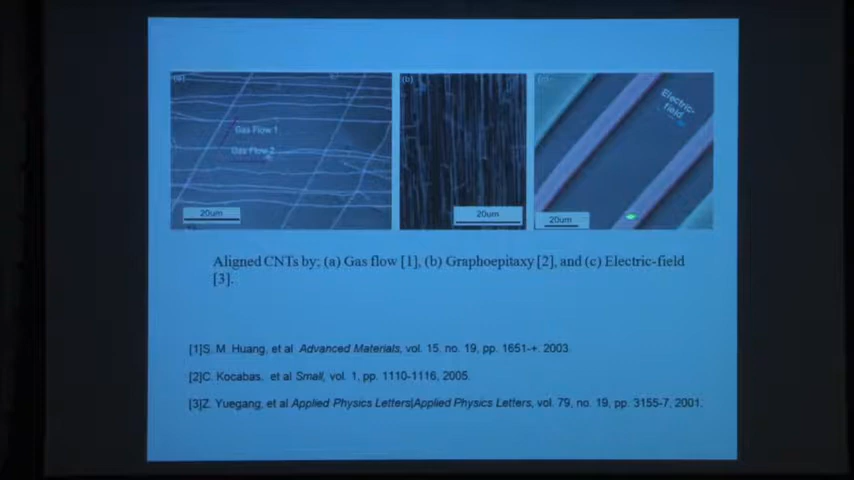 (a)
(b)
Gas Flow 1
Gas Flow 2
Electric-
field
20um
20um
20um
Aligned CNTs by; (a) Gas flow [1], (b) Graphoepitaxy [2], and (c) Electric-field
[3].
[1]S. M. Huang, et al Advanced Materials, vol. 15. no. 19, pp. 1651-+. 2003.
[2]C. Kocabas, et al Small, vol. 1, pp. 1110-1116, 2005.
[3]Z. Yuegang, et al Applied Physics Letters|Applied Physics Letters, vol. 79, no. 19, pp. 3155-7, 2001.